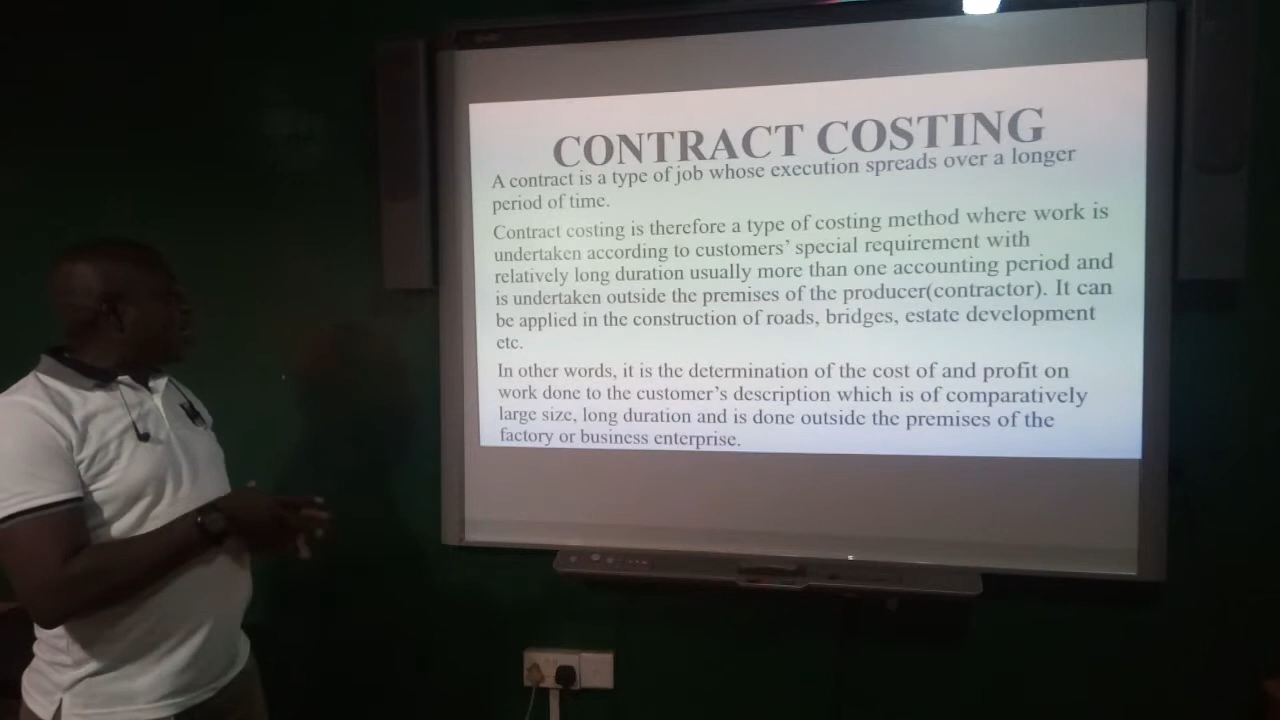 CONTRACT COSTING
A contract is a type of job whose execution spreads over a longer
period of time.
Contract costing is therefore a type of costing method where work is
undertaken according to customers’ special requirement with
relatively long duration usually more than one accounting period and
is undertaken outside the premises of the producer(contractor). It can
be applied in the construction of roads, bridges, estate development
etc.
In other words, it is the determination of the cost of and profit on
work done to the customer’s description which is of comparatively
large size, long duration and is done outside the premises of the
factory or business enterprise.